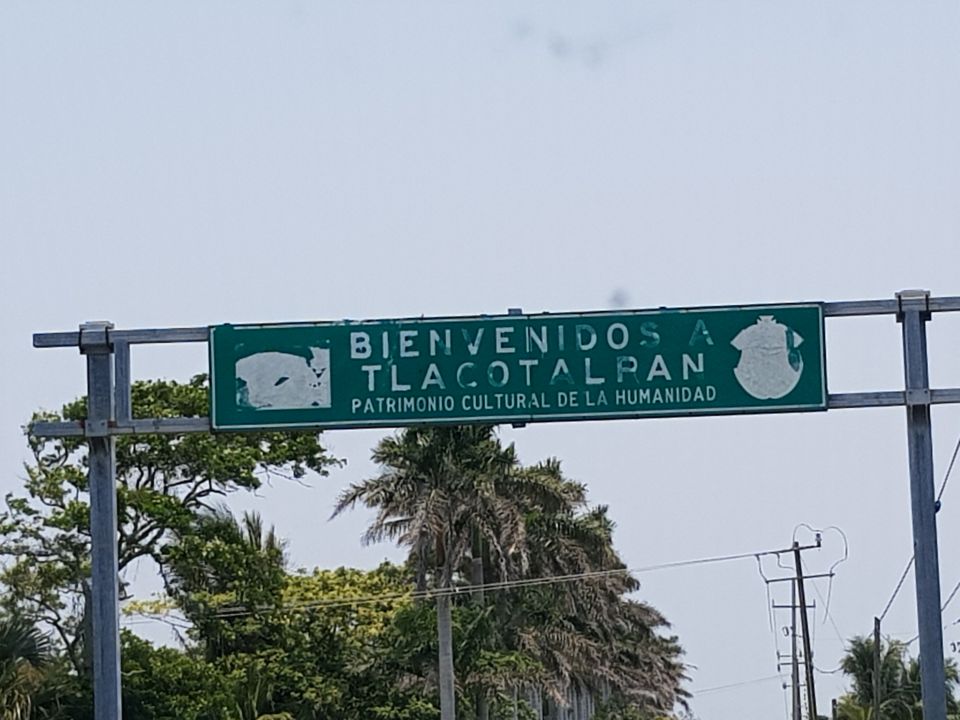 BIENVENIDOS A
TLACOTALPAN
PATRIMONIO CULTURAL DE LA HUMANIDAD